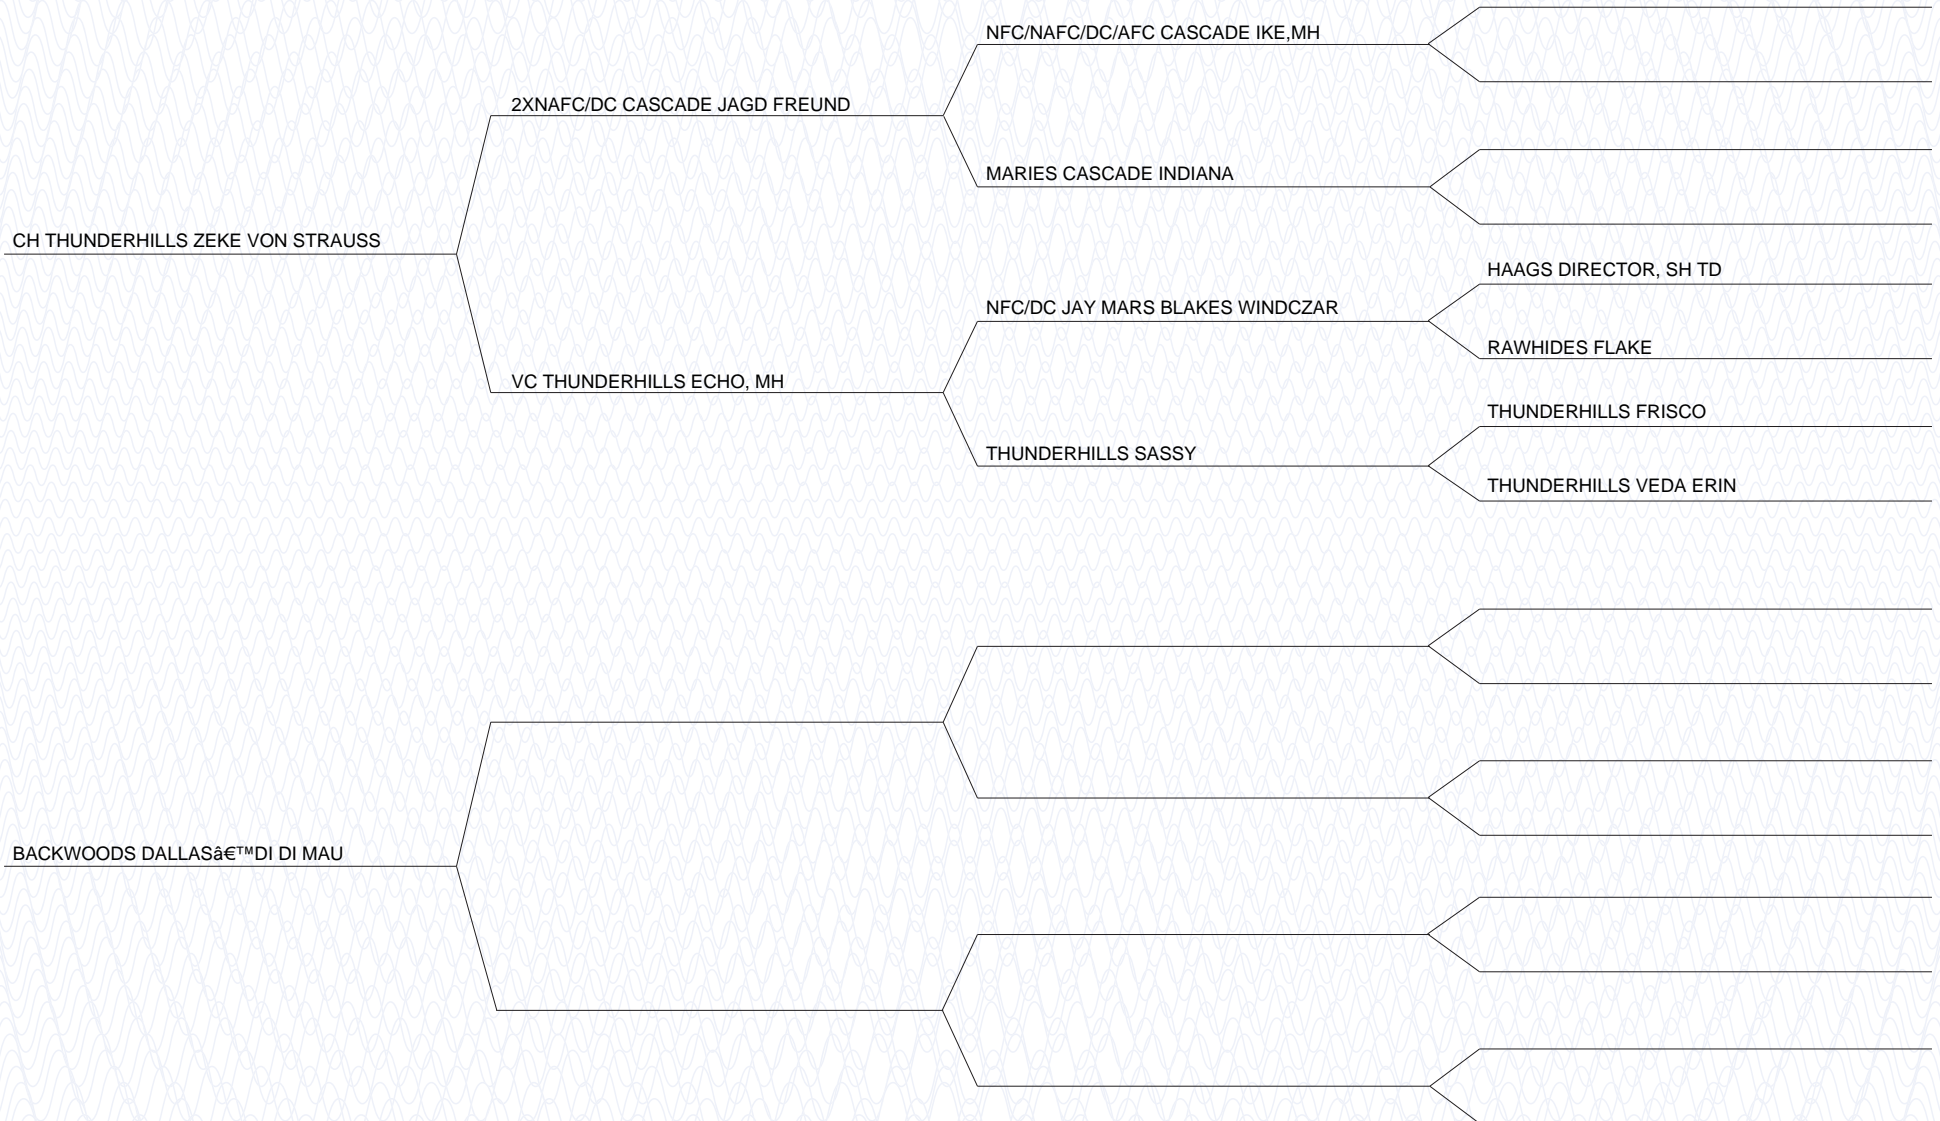 NFC/NAFC/DC/AFC CASCADE IKE,MH
2XNAFC/DC CASCADE JAGD FREUND
MARIES CASCADE INDIANA
CH THUNDERHILLS ZEKE VON STRAUSS
HAAGS DIRECTOR, SH TD
NFC/DC JAY MARS BLAKES WINDCZAR
RAWHIDES FLAKE
VC THUNDERHILLS ECHO, MH
THUNDERHILLS FRISCO
THUNDERHILLS SASSY
THUNDERHILLS VEDA ERIN
BACKWOODS DALLASâ€™DI DI MAU